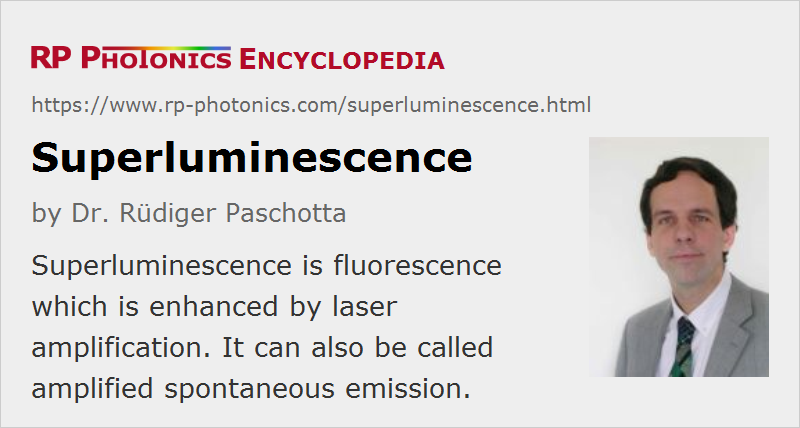 RP PHOTONICS ENCYCLOPEDIA
https://www.rp-photonics.com/superluminescence.html
Superluminescence
by Dr. Rüdiger Paschotta
Superluminescence is fluorescence
which is enhanced by laser
amplification. It can also be called
amplified spontaneous emission.